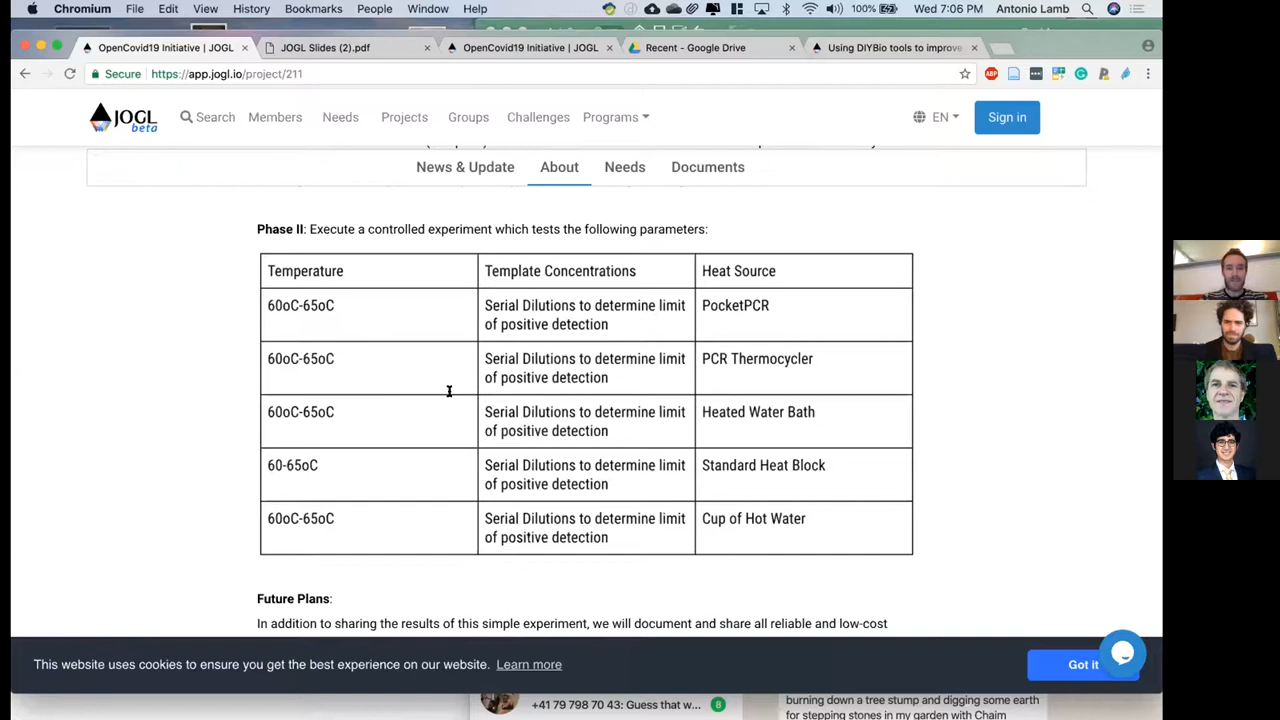 Chromium File Edit View History Bookmarks People Window Help 100% Wed 7:06 PM Antonio Lamb
OpenCovid19 Initiative | JOGL × JOGL Slides (2).pdf × OpenCovid19 Initiative | JOGL × Recent - Google Drive × Using DIYBio tools to improve ×
Secure https://app.jogl.io/project/211 ABP
JOGL beta Search Members Needs Projects Groups Challenges Programs EN Sign in
News & Update About Needs Documents
Phase II: Execute a controlled experiment which tests the following parameters:
Temperature Template Concentrations Heat Source
60oC-65oC Serial Dilutions to determine limit PocketPCR
of positive detection
60oC-65oC Serial Dilutions to determine limit PCR Thermocycler
of positive detection
60oC-65oC Serial Dilutions to determine limit Heated Water Bath
of positive detection
60-65oC Serial Dilutions to determine limit Standard Heat Block
of positive detection
60oC-65oC Serial Dilutions to determine limit Cup of Hot Water
of positive detection
Future Plans:
In addition to sharing the results of this simple experiment, we will document and share all reliable and low-cost
This website uses cookies to ensure you get the best experience on our website. Learn more Got it
+41 79 798 70 43: Guess that w... 8
burning down a tree stump and digging some earth
for stepping stones in my garden with Chaim